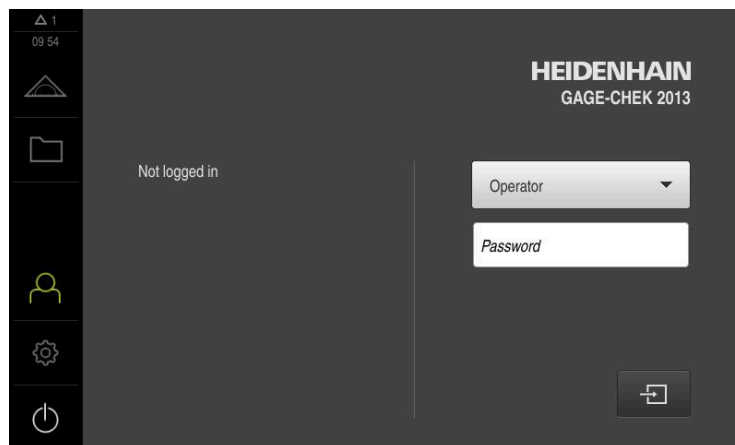 1
09 54
HEIDENHAIN
GAGE-CHEK 2013
Not logged in
Operator
Password